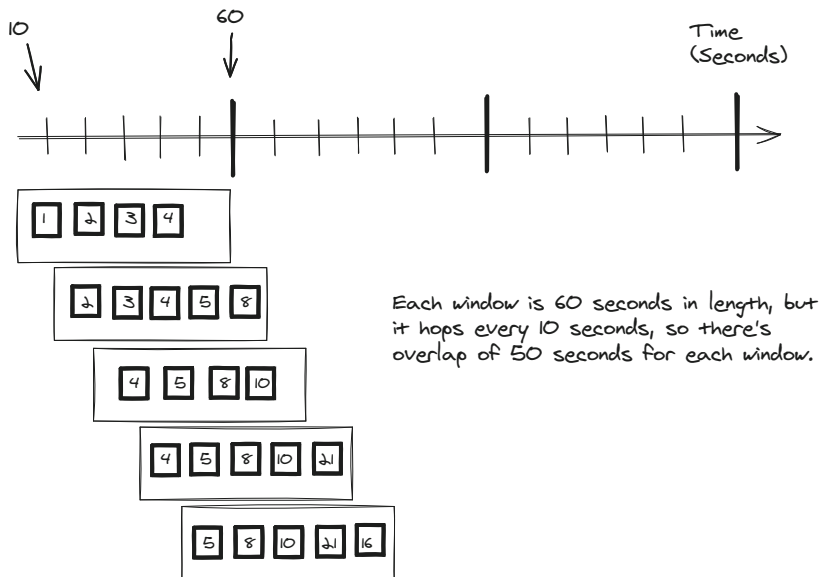 10
60
Time
(Seconds)
1 2 3 4
2 3 4 5 8
Each window is 60 seconds in length, but
it hops every 10 seconds, so there's
overlap of 50 seconds for each window.
4 5 8 10
4 5 8 10 21
5 8 10 21 16